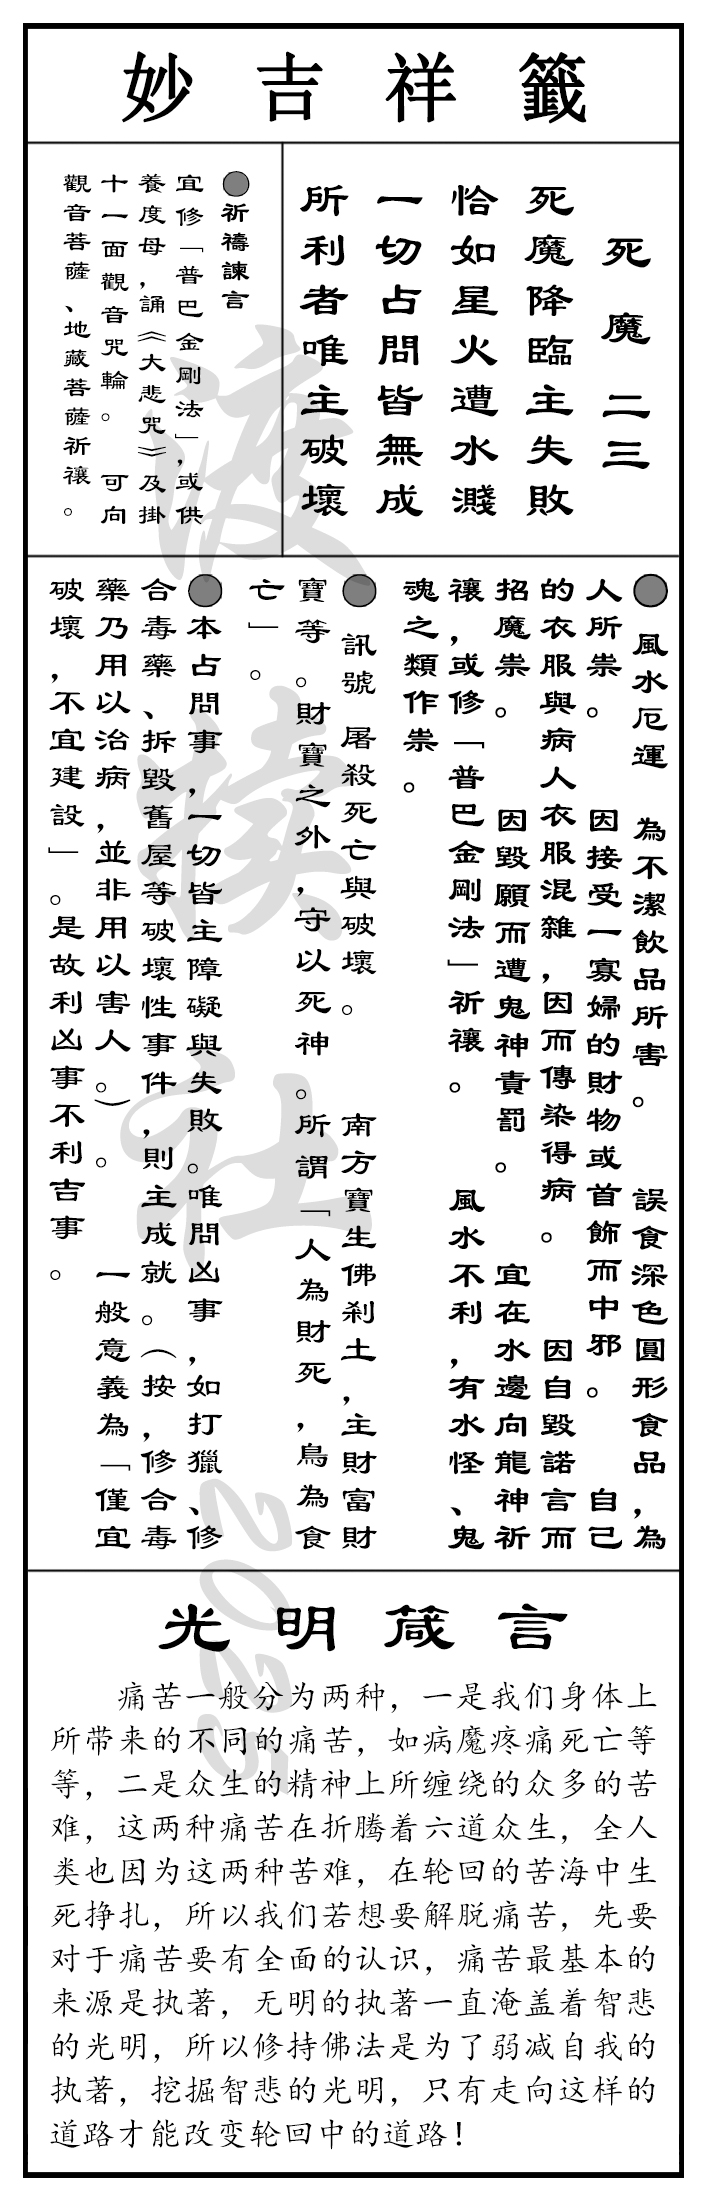 妙吉祥籤
死魔二三
死魔降臨主失敗
恰如星火遭水濺
一切占問皆無成
所利者唯主破壞
●祈禱諫言
宜修「普巴金剛法」，或供
養度母，誦《大悲咒》及掛
十一面觀音咒輪。　可向
觀音菩薩、地藏菩薩祈禳。
●　風水厄運　為不潔飲品所害。　誤食深色圓形食品，為
人所祟。　因接受一寡婦的財物或首飾而中邪。　自己
的衣服與病人衣服混雜，因而傳染得病。　因自毀諾言而
招魔祟。　因毀願而遭鬼神責罰。　宜在水邊向龍神祈
禳，或修「普巴金剛法」祈禳。　風水不利，有水怪、鬼
魂之類作祟。
●　訊號　屠殺死亡與破壞。　南方寶生佛剎土，主財富財
寶等。財寶之外，守以死神。所謂「人為財死，鳥為食
亡」。
●本占問事，一切皆主障礙與失敗。唯問凶事，如打獵、修
合毒藥、拆毀舊屋等破壞性事件，則主成就。（按，修合毒
藥乃用以治病，並非用以害人。）。　一般意義為「僅宜
破壞，不宜建設」。是故利凶事不利吉事。
光明箴言
痛苦一般分为两种，一是我们身体上
所带来的不同的痛苦，如病魔疼痛死亡等
等，二是众生的精神上所缠绕的众多的苦
难，这两种痛苦在折腾着六道众生，全人
类也因为这两种苦难，在轮回的苦海中生
死挣扎，所以我们若想要解脱痛苦，先要
对于痛苦要有全面的认识，痛苦最基本的
来源是执著，无明的执著一直淹盖着智悲
的光明，所以修持佛法是为了弱减自我的
执著，挖掘智悲的光明，只有走向这样的
道路才能改变轮回中的道路！
渡撲社
2025